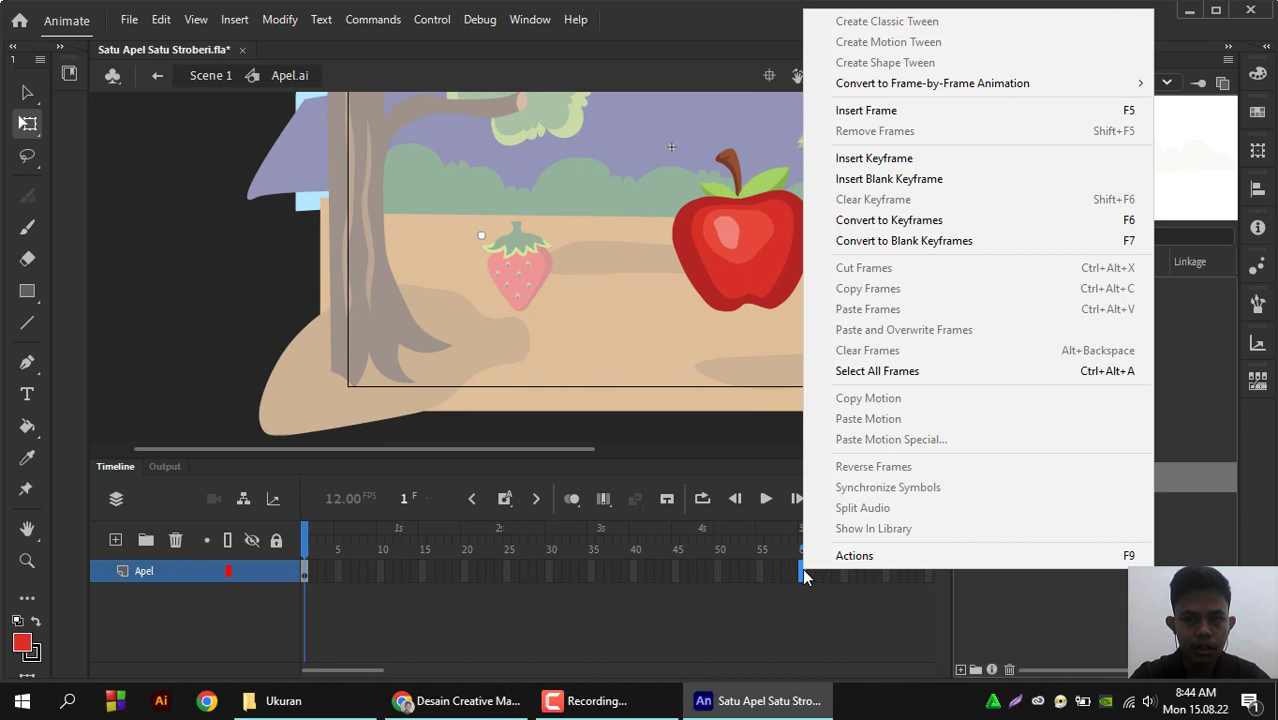 Animate
File Edit View Insert Modify Text Commands Control Debug Window Help
1
Satu Apel Satu Stroberi.fla*
Scene 1 Apel.ai
Create Classic Tween
Create Motion Tween
Create Shape Tween
Convert to Frame-by-Frame Animation
Insert Frame F5
Remove Frames Shift+F5
Insert Keyframe
Insert Blank Keyframe
Clear Keyframe Shift+F6
Convert to Keyframes F6
Convert to Blank Keyframes F7
Cut Frames Ctrl+Alt+X
Copy Frames Ctrl+Alt+C
Paste Frames Ctrl+Alt+V
Paste and Overwrite Frames
Clear Frames Alt+Backspace
Select All Frames Ctrl+Alt+A
Copy Motion
Paste Motion
Paste Motion Special...
Reverse Frames
Synchronize Symbols
Split Audio
Show In Library
Actions F9
Linkage
Timeline Output
12.00 FPS 1 F
1s 2s 3s 4s
5 10 15 20 25 30 35 40 45 50 55
Apel
Ai Ukuran Desain Creative Ma... Recording... An Satu Apel Satu Stro...
8:44 AM
Mon 15.08.22